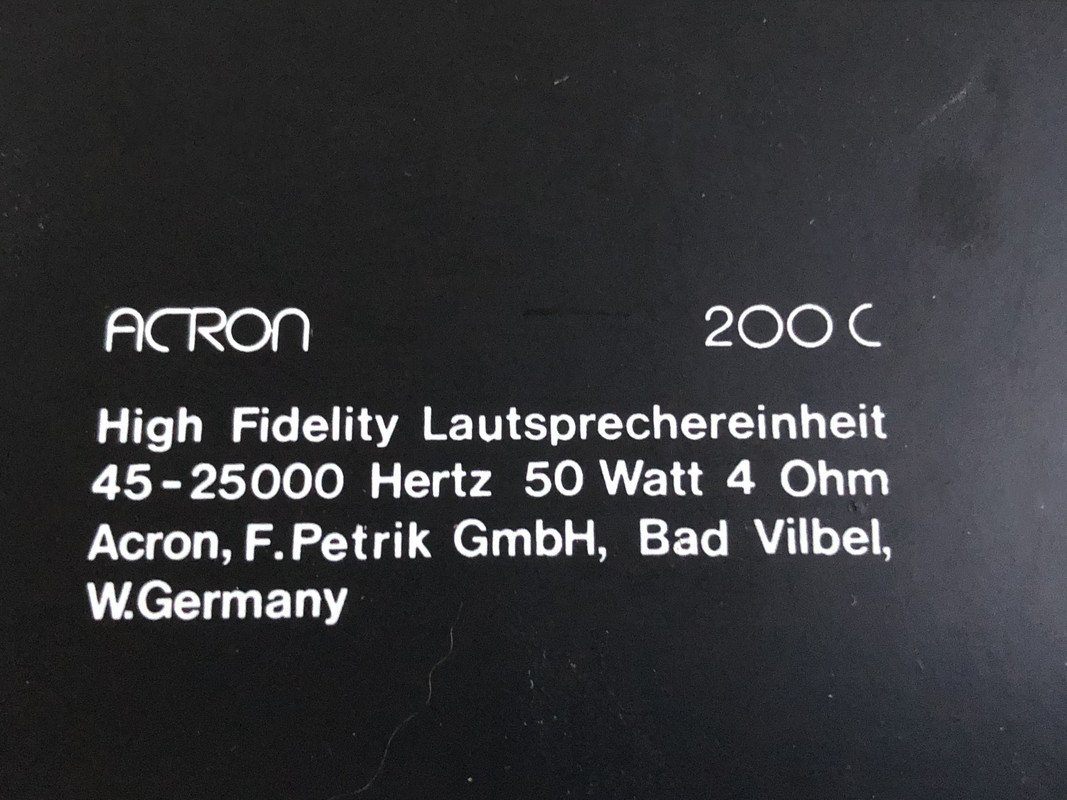 ACRON 200 C
High Fidelity Lautsprechereinheit
45-25000 Hertz 50 Watt 4 Ohm
Acron, F.Petrik GmbH, Bad Vilbel,
W.Germany